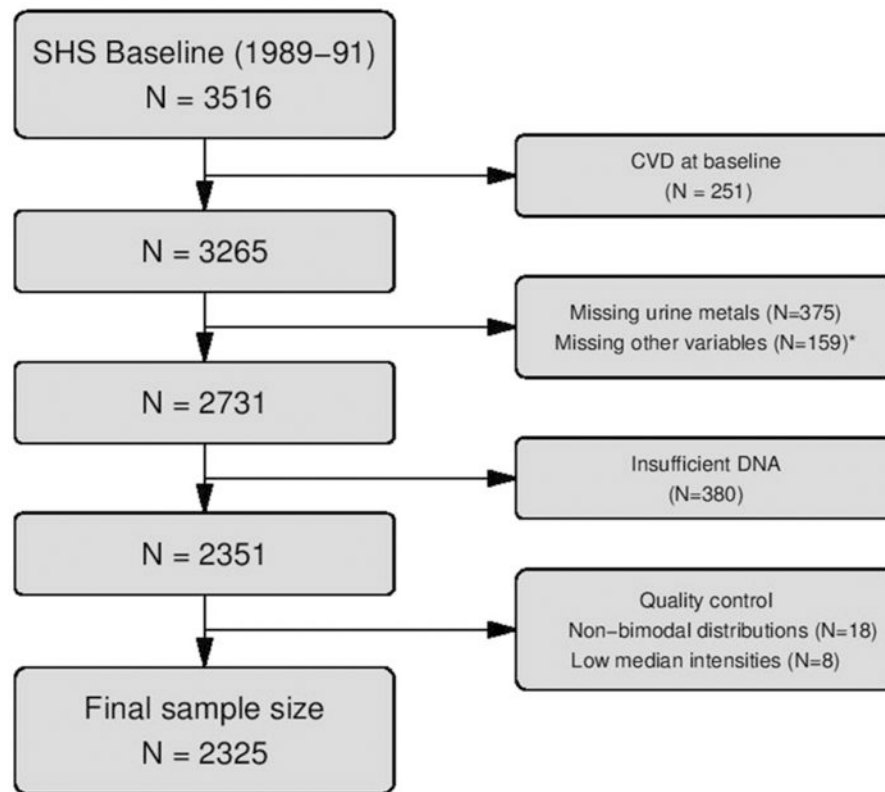 SHS Baseline (1989−91)
N = 3516
CVD at baseline
(N = 251)
N = 3265
Missing urine metals (N=375)
Missing other variables (N=159)*
N = 2731
Insufficient DNA
(N=380)
N = 2351
Quality control
Non−bimodal distributions (N=18)
Low median intensities (N=8)
Final sample size
N = 2325